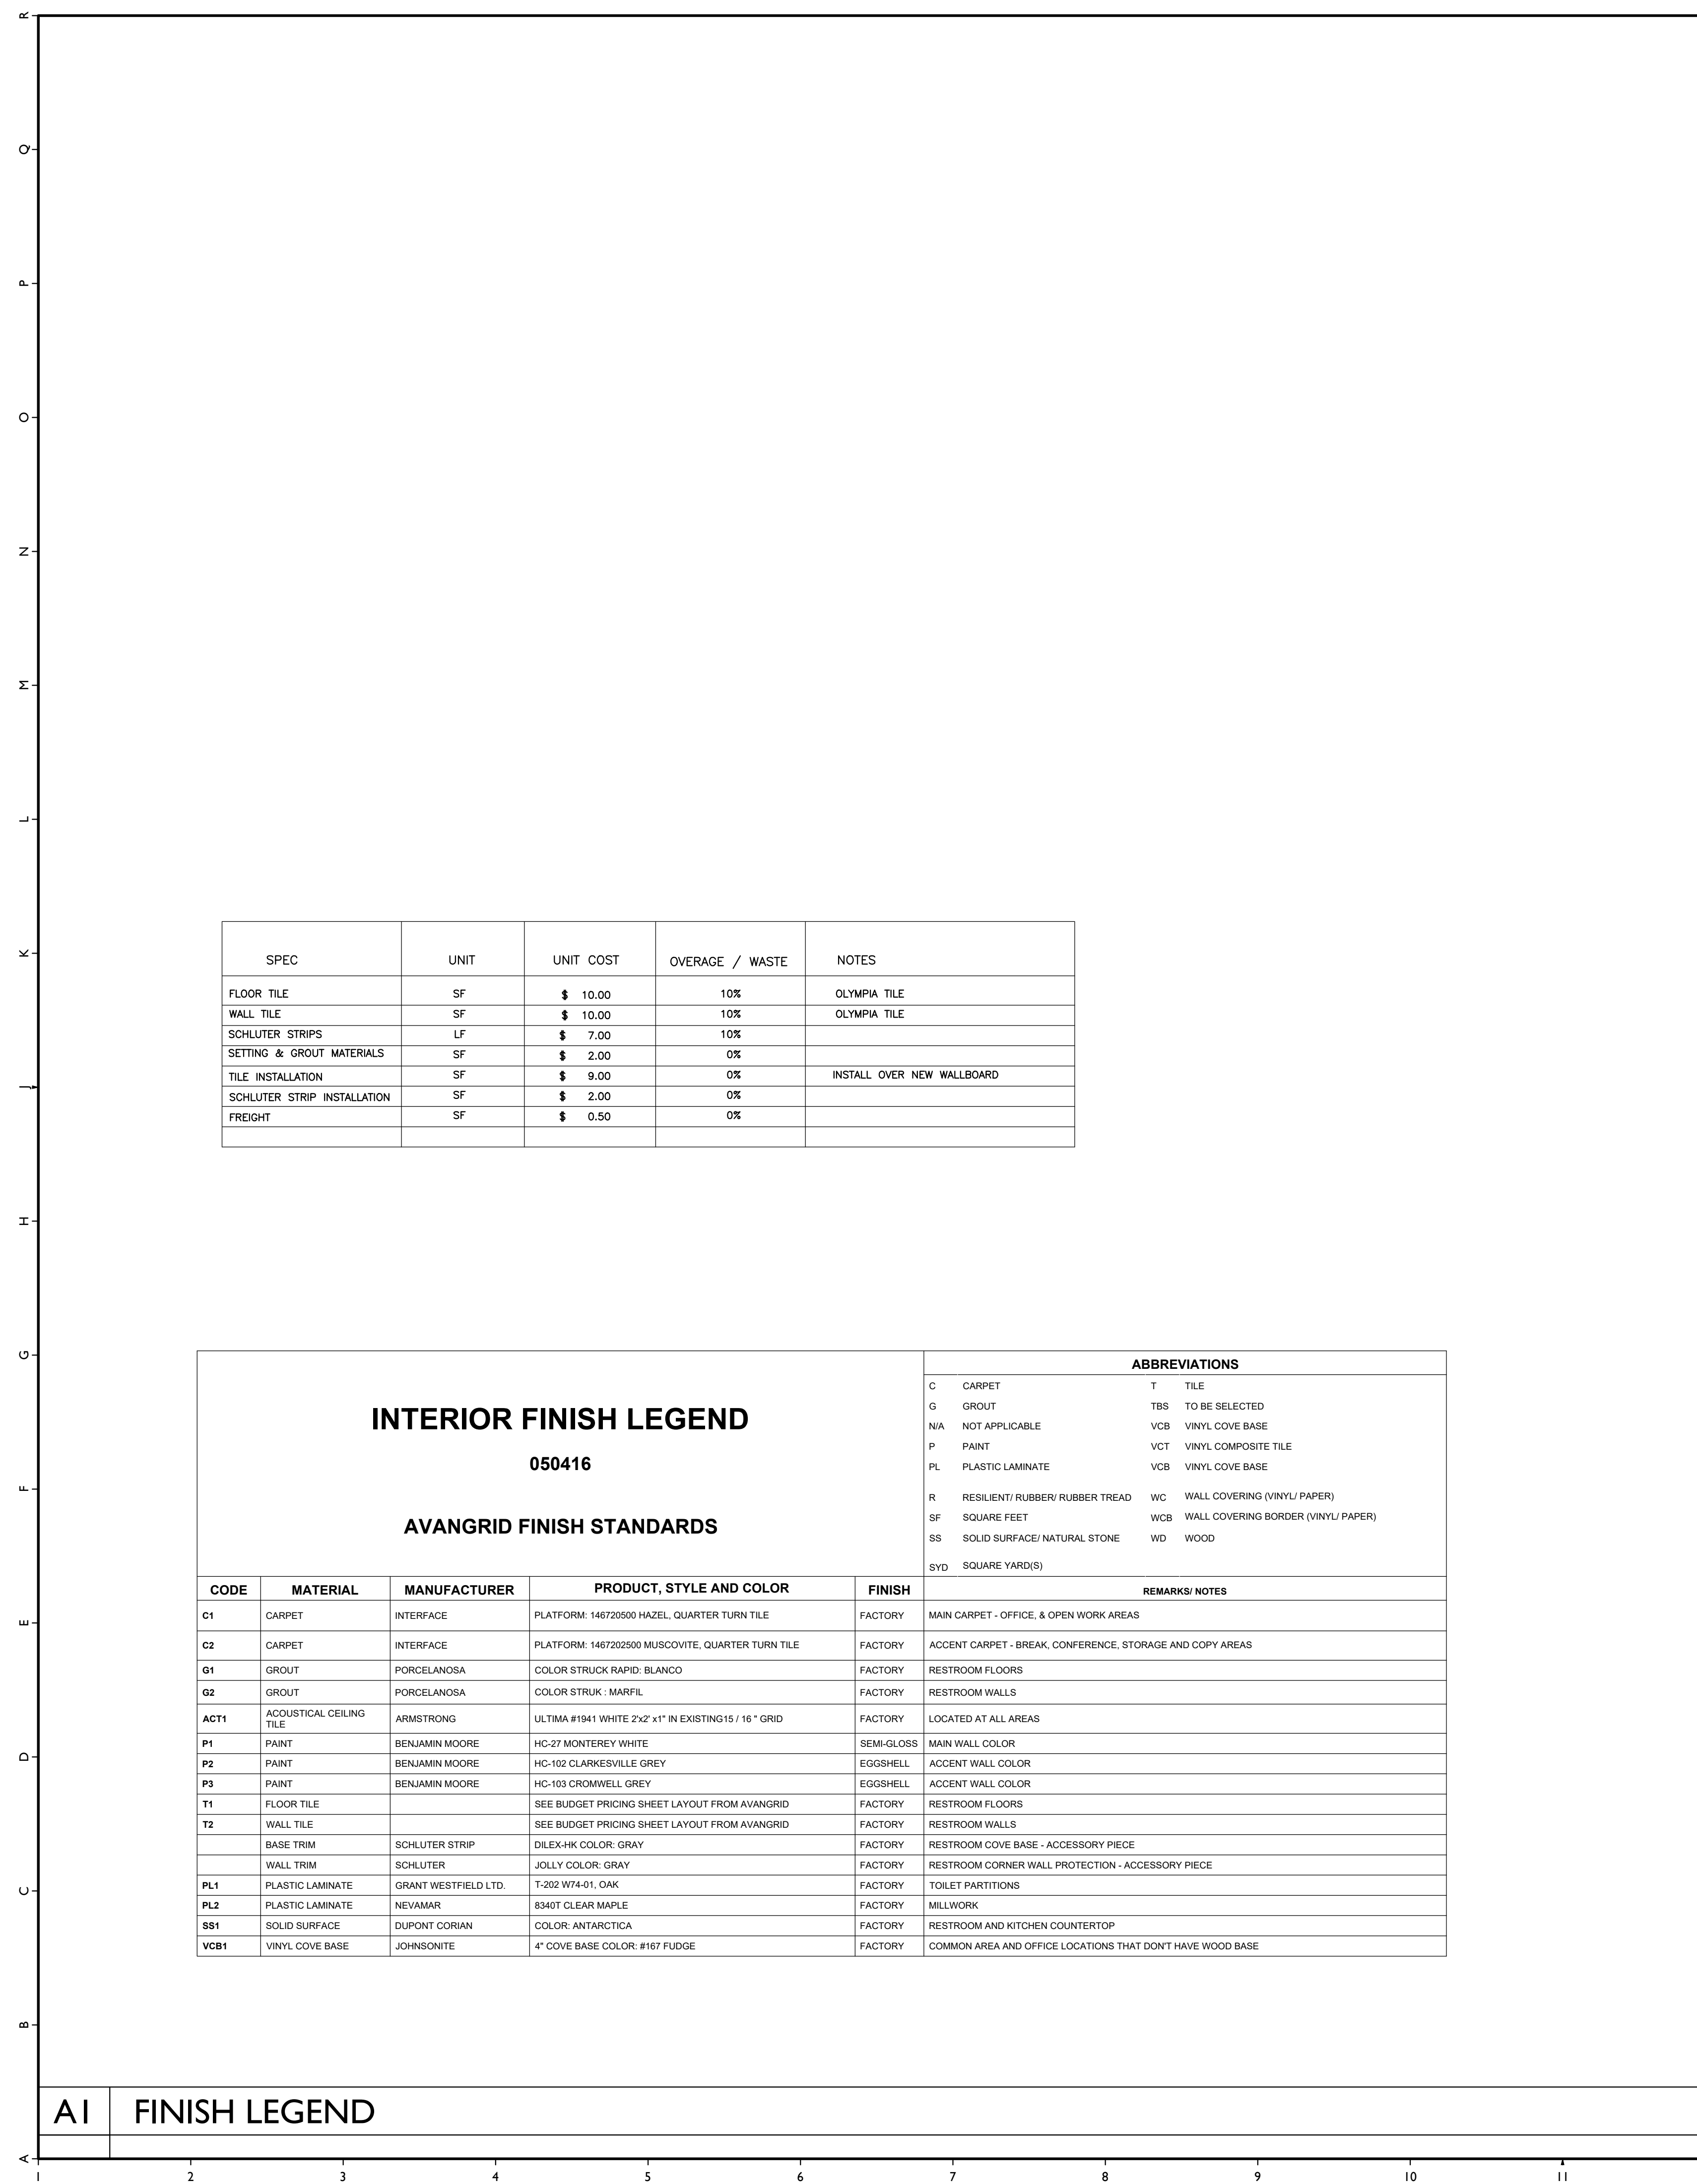 R
Q
P
O
N
M
L
K
J
H
G
F
E
D
C
B
A
SPEC UNIT UNIT COST OVERAGE / WASTE NOTES
FLOOR TILE SF $ 10.00 10% OLYMPIA TILE
WALL TILE SF $ 10.00 10% OLYMPIA TILE
SCHLUTER STRIPS LF $ 7.00 10%
SETTING & GROUT MATERIALS SF $ 2.00 0%
TILE INSTALLATION SF $ 9.00 0% INSTALL OVER NEW WALLBOARD
SCHLUTER STRIP INSTALLATION SF $ 2.00 0%
FREIGHT SF $ 0.50 0%
INTERIOR FINISH LEGEND
050416
AVANGRID FINISH STANDARDS
ABBREVIATIONS
C CARPET T TILE
G GROUT TBS TO BE SELECTED
N/A NOT APPLICABLE VCB VINYL COVE BASE
P PAINT VCT VINYL COMPOSITE TILE
PL PLASTIC LAMINATE VCB VINYL COVE BASE
R RESILIENT/ RUBBER/ RUBBER TREAD WC WALL COVERING (VINYL/ PAPER)
SF SQUARE FEET WCB WALL COVERING BORDER (VINYL/ PAPER)
SS SOLID SURFACE/ NATURAL STONE WD WOOD
SYD SQUARE YARD(S)
CODE MATERIAL MANUFACTURER PRODUCT, STYLE AND COLOR FINISH REMARKS/ NOTES
C1 CARPET INTERFACE PLATFORM: 146720500 HAZEL, QUARTER TURN TILE FACTORY MAIN CARPET - OFFICE, & OPEN WORK AREAS
C2 CARPET INTERFACE PLATFORM: 1467202500 MUSCOVITE, QUARTER TURN TILE FACTORY ACCENT CARPET - BREAK, CONFERENCE, STORAGE AND COPY AREAS
G1 GROUT PORCELANOSA COLOR STRUCK RAPID: BLANCO FACTORY RESTROOM FLOORS
G2 GROUT PORCELANOSA COLOR STRUK : MARFIL FACTORY RESTROOM WALLS
ACT1 ACOUSTICAL CEILING TILE ARMSTRONG ULTIMA #1941 WHITE 2'x2' x1" IN EXISTING15 / 16 " GRID FACTORY LOCATED AT ALL AREAS
P1 PAINT BENJAMIN MOORE HC-27 MONTEREY WHITE SEMI-GLOSS MAIN WALL COLOR
P2 PAINT BENJAMIN MOORE HC-102 CLARKESVILLE GREY EGGSHELL ACCENT WALL COLOR
P3 PAINT BENJAMIN MOORE HC-103 CROMWELL GREY EGGSHELL ACCENT WALL COLOR
T1 FLOOR TILE SEE BUDGET PRICING SHEET LAYOUT FROM AVANGRID FACTORY RESTROOM FLOORS
T2 WALL TILE SEE BUDGET PRICING SHEET LAYOUT FROM AVANGRID FACTORY RESTROOM WALLS
BASE TRIM SCHLUTER STRIP DILEX-HK COLOR: GRAY FACTORY RESTROOM COVE BASE - ACCESSORY PIECE
WALL TRIM SCHLUTER JOLLY COLOR: GRAY FACTORY RESTROOM CORNER WALL PROTECTION - ACCESSORY PIECE
PL1 PLASTIC LAMINATE GRANT WESTFIELD LTD. T-202 W74-01, OAK FACTORY TOILET PARTITIONS
PL2 PLASTIC LAMINATE NEVAMAR 8340T CLEAR MAPLE FACTORY MILLWORK
SS1 SOLID SURFACE DUPONT CORIAN COLOR: ANTARCTICA FACTORY RESTROOM AND KITCHEN COUNTERTOP
VCB1 VINYL COVE BASE JOHNSONITE 4" COVE BASE COLOR: #167 FUDGE FACTORY COMMON AREA AND OFFICE LOCATIONS THAT DON'T HAVE WOOD BASE
A1 FINISH LEGEND
1 2 3 4 5 6 7 8 9 10 11